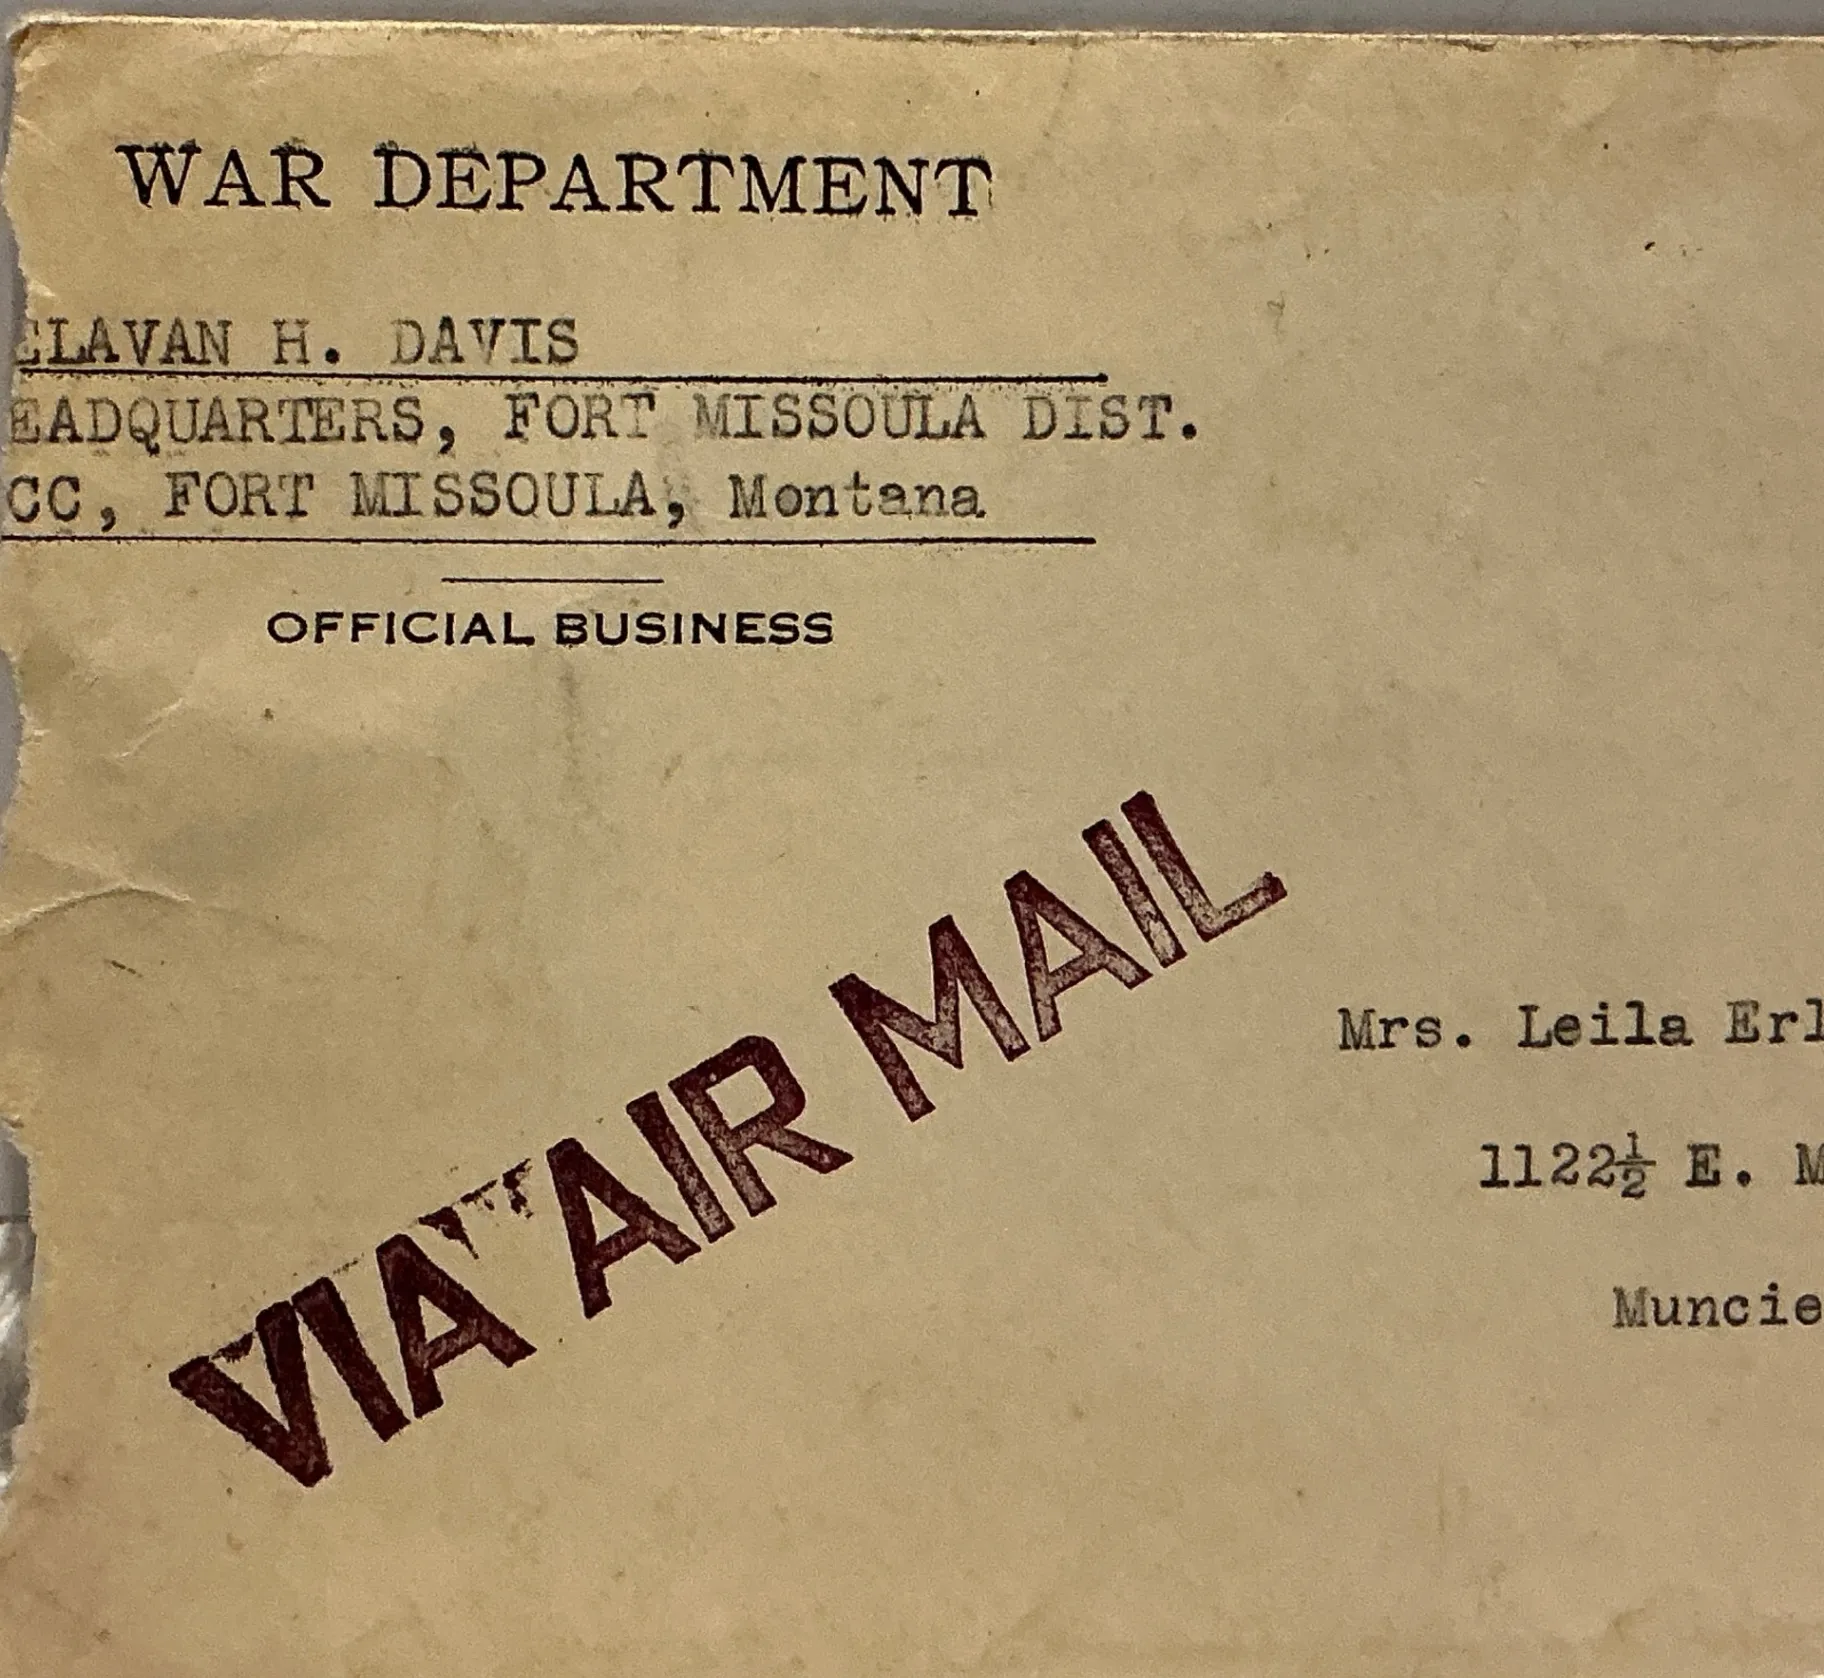 WAR DEPARTMENT
ELAVAN H. DAVIS
EADQUARTERS, FORT MISSOULA DIST.
CC, FORT MISSOULA, Montana
OFFICIAL BUSINESS
VIA AIR MAIL
Mrs. Leila Erl
1122½ E. M
Muncie